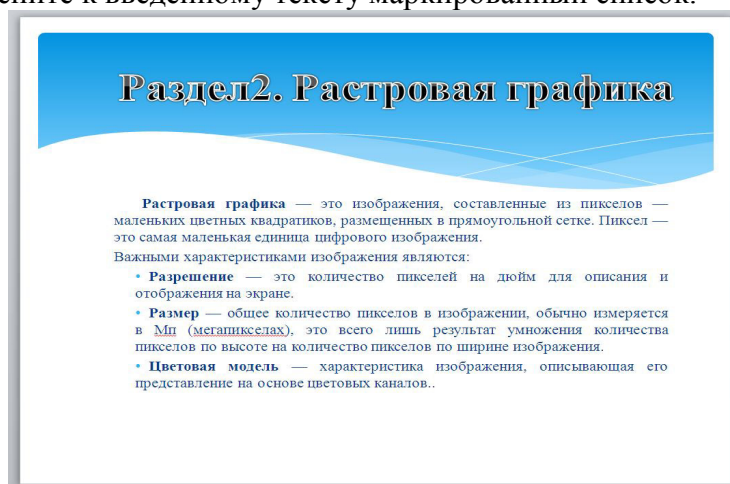 ените к введенному тексту маркированный список.
Раздел2. Растровая графика
Растровая графика — это изображения, составленные из пикселов —
маленьких цветных квадратиков, размещенных в прямоугольной сетке. Пиксел —
это самая маленькая единица цифрового изображения.
Важными характеристиками изображения являются:
• Разрешение — это количество пикселей на дюйм для описания и
отображения на экране.
• Размер — общее количество пикселов в изображении, обычно измеряется
в Мп (мегапикселах), это всего лишь результат умножения количества
пикселов по высоте на количество пикселов по ширине изображения.
• Цветовая модель — характеристика изображения, описывающая его
представление на основе цветовых каналов..